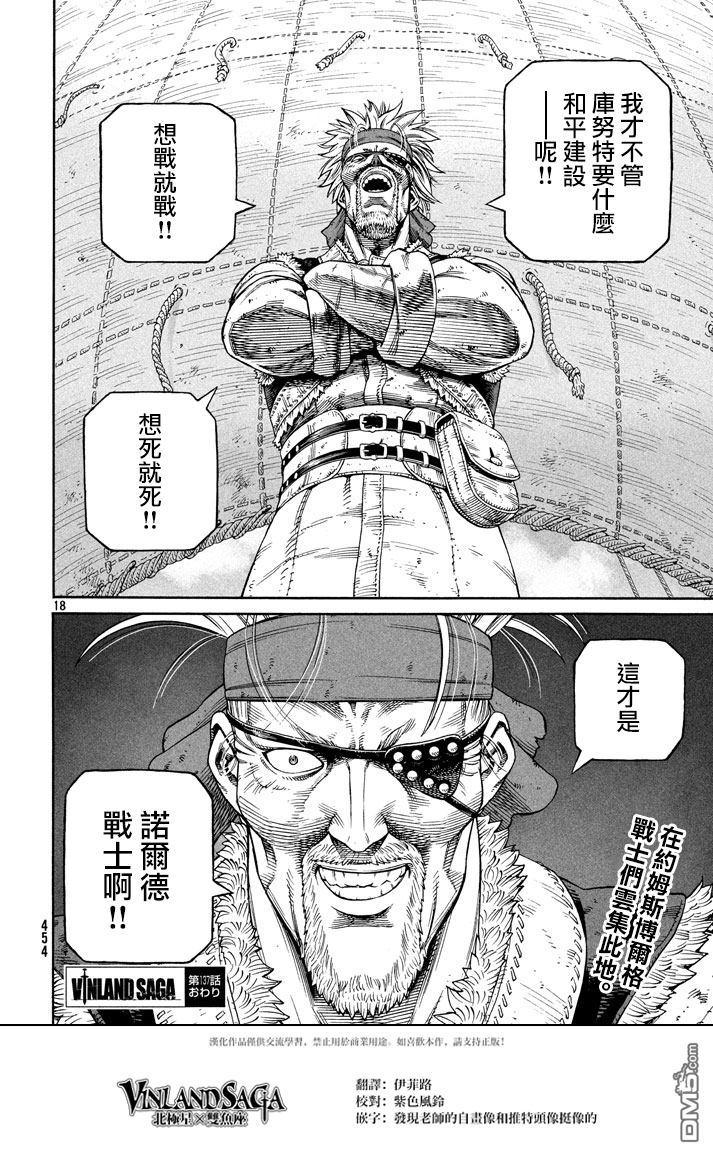 我才不管
庫努特要什麼
和平建設
——呢!!
想戰就戰!!
想死就死!!
18
這才是
諾爾德
戰士啊!!
在約姆斯博爾格
戰士們雲集此地。
454
VINLAND SAGA
第137話
おわり
漢化作品僅供交流學習，禁止用於商業用途。如喜歡本作，請支持正版！
VINLAND SAGA
北極星×雙魚座
翻譯：伊菲路
校對：紫色風鈴
嵌字：發現老師的自畫像和推特頭像挺像的
DM5.com